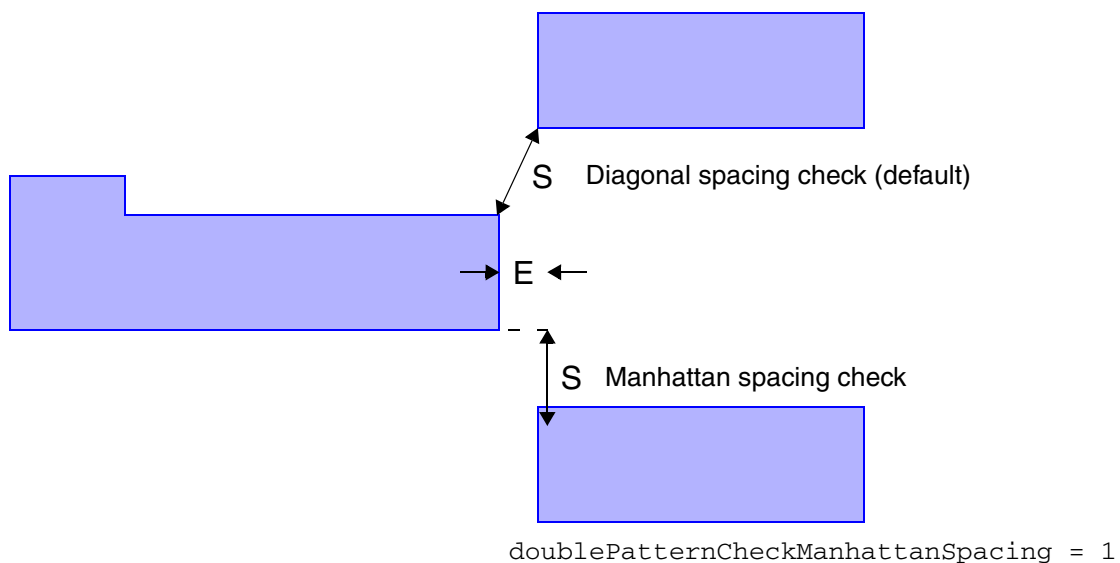 S Diagonal spacing check (default)
E
S Manhattan spacing check
doublePatternCheckManhattanSpacing = 1